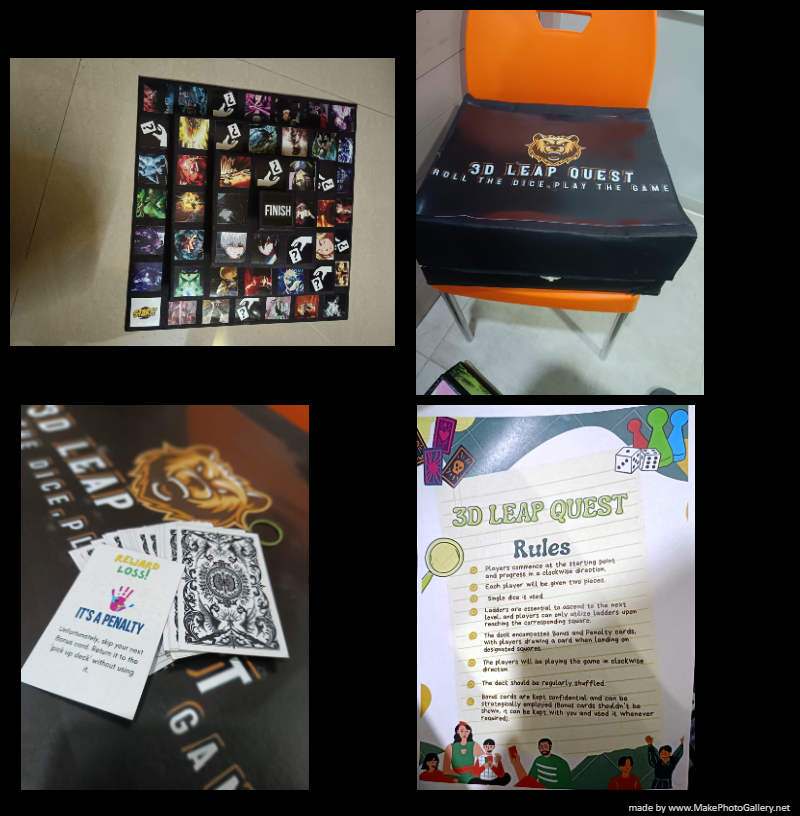 FINISH
START
3D LEAP QUEST
ROLL THE DICE,PLAY THE GAME
3D LEAP
DICE,PL
GAM
REWARD
LOSS!
IT'S A PENALTY
Unfortunately, skip your next
Bonus card. Return it to the
'pick up deck' without using
it.
3D LEAP QUEST
Rules
Players commence at the starting point
and progress in a clockwise direction.
Each player will be given two pieces.
Single dice is used.
Ladders are essential to ascend to the next
level, and players can only utilize ladders upon
reaching the corresponding square.
The deck encompasses Bonus and Penalty cards,
with players drawing a card when landing on
designated squares.
The players will be playing the game in clockwise
direction
The deck should be regularly shuffled.
Bonus cards are kept confidential and can be
strategically employed (Bonus cards shouldn't be
shown, it can be kept with you and used it whenever
required)
made by www.MakePhotoGallery.net